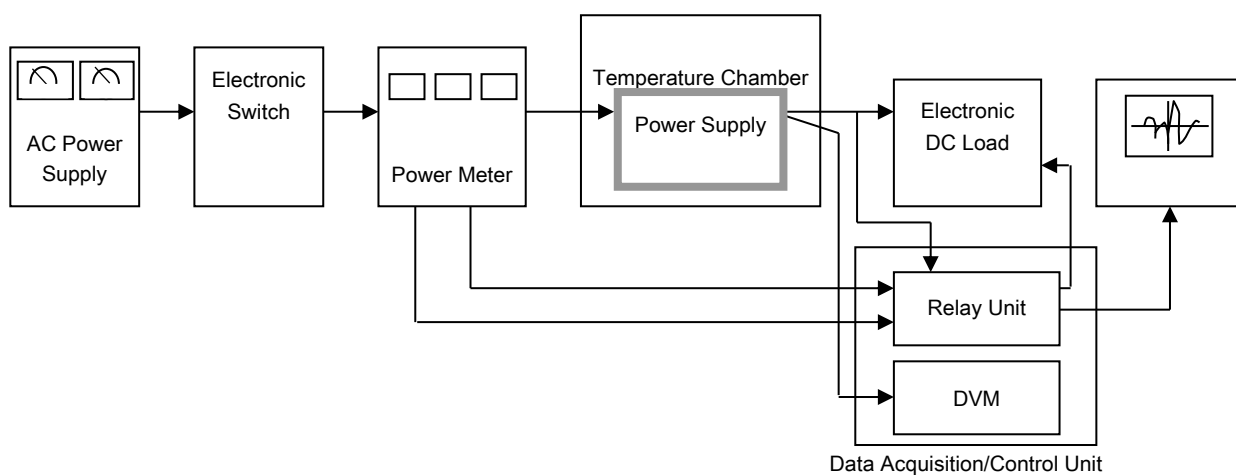 AC Power
Supply
Electronic
Switch
Power Meter
Temperature Chamber
Power Supply
Electronic
DC Load
Relay Unit
DVM
Data Acquisition/Control Unit